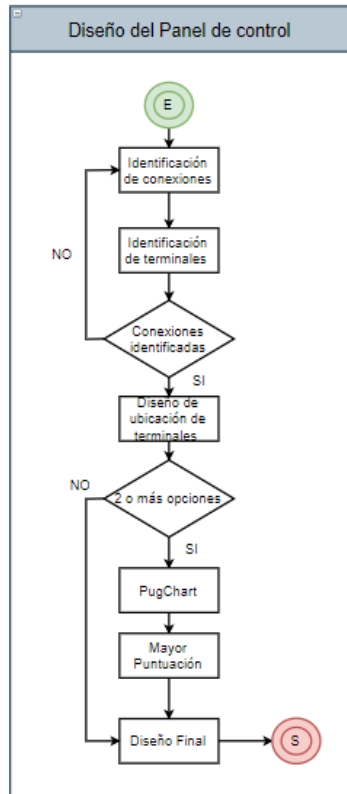 Diseño del Panel de control
E
Identificación
de conexiones
Identificación
de terminales
NO
Conexiones
identificadas
SI
Diseño de
ubicación de
terminales
NO
2 o más opciones
SI
PugChart
Mayor
Puntuación
Diseño Final
S